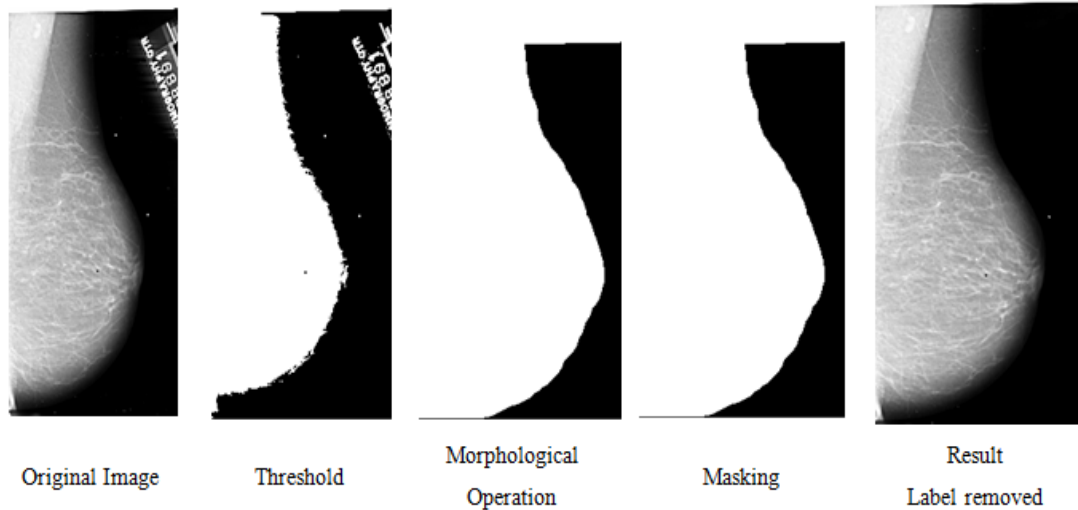 Original Image
Threshold
Morphological
Operation
Masking
Result
Label removed